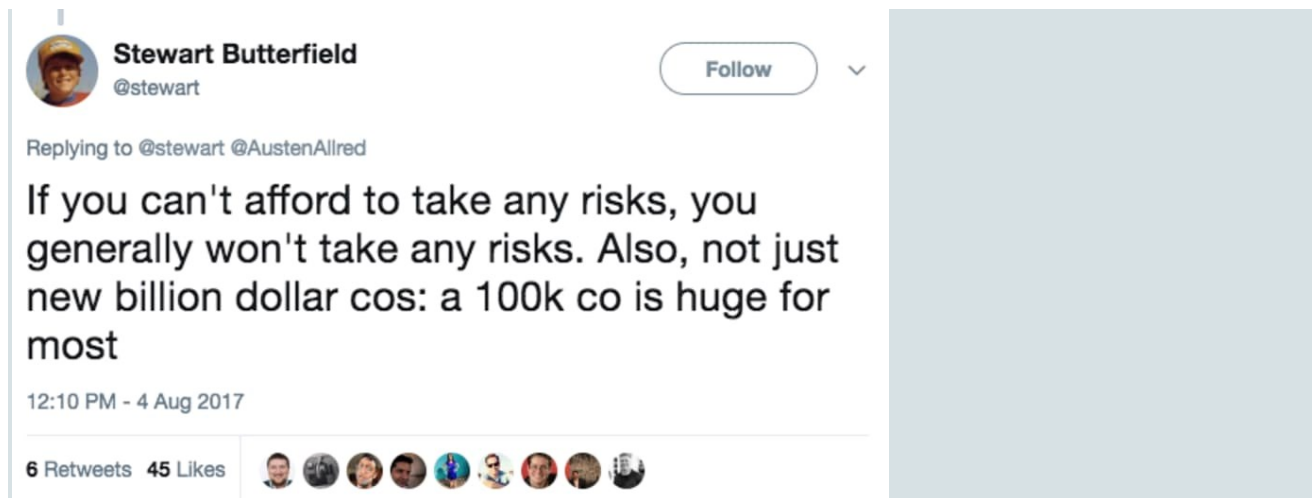 Stewart Butterfield
@stewart
Follow
Replying to @stewart @AustenAllred
If you can't afford to take any risks, you
generally won't take any risks. Also, not just
new billion dollar cos: a 100k co is huge for
most
12:10 PM - 4 Aug 2017
6 Retweets 45 Likes